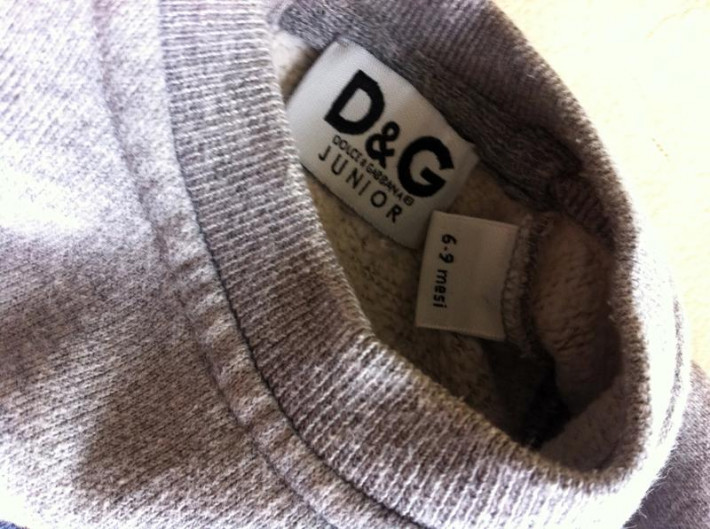 D&G
DOLCE & GABBANA®
JUNIOR
6.9 mesi